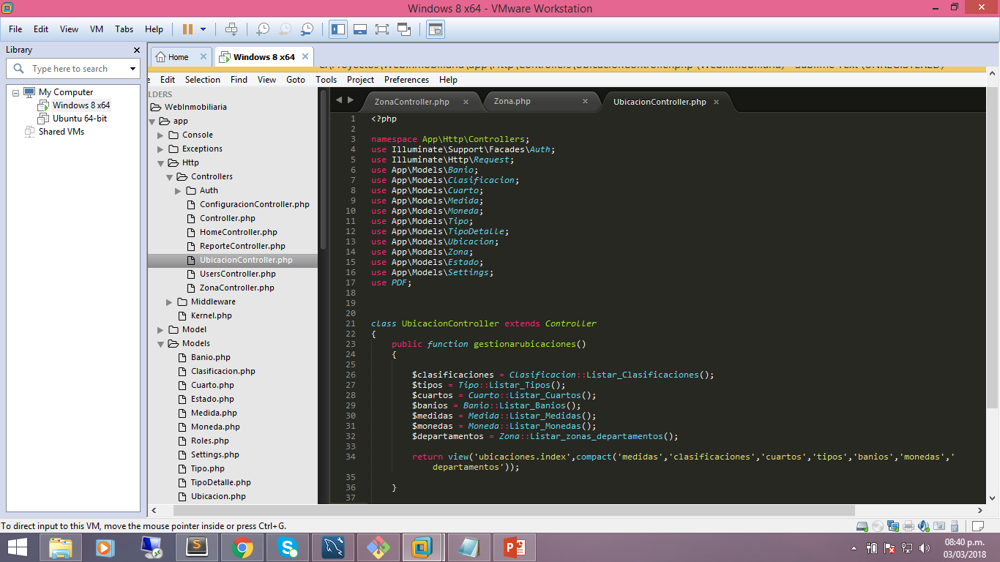 Windows 8 x64 - VMware Workstation
File Edit View VM Tabs Help
Library
Type here to search
My Computer
Windows 8 x64
Ubuntu 64-bit
Shared VMs
Home
Windows 8 x64
C:\Proyectos\WebInmobiliaria\app\Http\Controllers\UbicacionController.php (WebInmobiliaria) - Sublime Text (UNREGISTERED)
e Edit Selection Find View Goto Tools Project Preferences Help
LDERS
WebInmobiliaria
app
Console
Exceptions
Http
Controllers
Auth
ConfiguracionController.php
Controller.php
HomeController.php
ReporteController.php
UbicacionController.php
UsersController.php
ZonaController.php
Middleware
Kernel.php
Model
Models
Banio.php
Clasificacion.php
Cuarto.php
Estado.php
Medida.php
Moneda.php
Roles.php
Settings.php
Tipo.php
TipoDetalle.php
Ubicacion.php
ZonaController.php
Zona.php
UbicacionController.php
1 <?php
2
3 namespace App\Http\Controllers;
4 use Illuminate\Support\Facades\Auth;
5 use Illuminate\Http\Request;
6 use App\Models\Banio;
7 use App\Models\Clasificacion;
8 use App\Models\Cuarto;
9 use App\Models\Medida;
10 use App\Models\Moneda;
11 use App\Models\Tipo;
12 use App\Models\TipoDetalle;
13 use App\Models\Ubicacion;
14 use App\Models\Zona;
15 use App\Models\Estado;
16 use App\Models\Settings;
17 use PDF;
18
19
20
21 class UbicacionController extends Controller
22 {
23 public function gestionarubicaciones()
24 {
25
26 $clasificaciones = Clasificacion::Listar_Clasificaciones();
27 $tipos = Tipo::Listar_Tipos();
28 $cuartos = Cuarto::Listar_Cuartos();
29 $banios = Banio::Listar_Banios();
30 $medidas = Medida::Listar_Medidas();
31 $monedas = Moneda::Listar_Monedas();
32 $departamentos = Zona::Listar_zonas_departamentos();
33
34 return view('ubicaciones.index',compact('medidas','clasificaciones','cuartos','tipos','banios','monedas','
departamentos'));
35
36 }
37
To direct input to this VM, move the mouse pointer inside or press Ctrl+G.
08:40 p.m.
03/03/2018